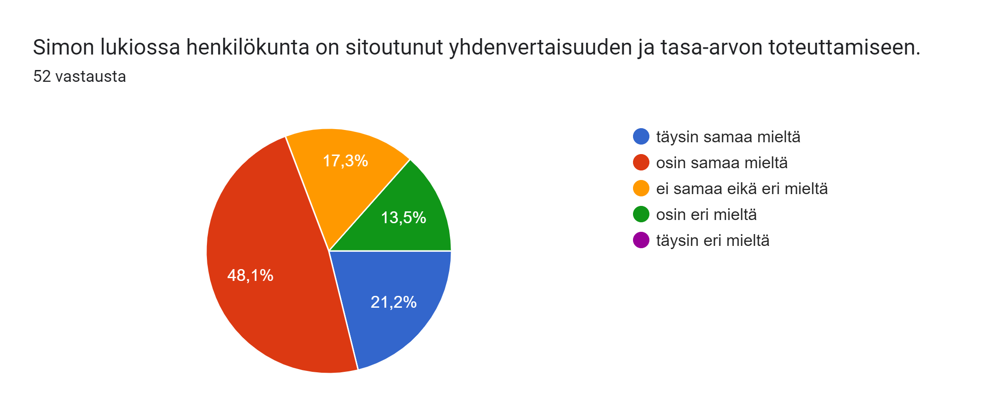 Simon lukiossa henkilökunta on sitoutunut yhdenvertaisuuden ja tasa-arvon toteuttamiseen.
52 vastausta
17,3%
13,5%
48,1%
21,2%
täysin samaa mieltä
osin samaa mieltä
ei samaa eikä eri mieltä
osin eri mieltä
täysin eri mieltä